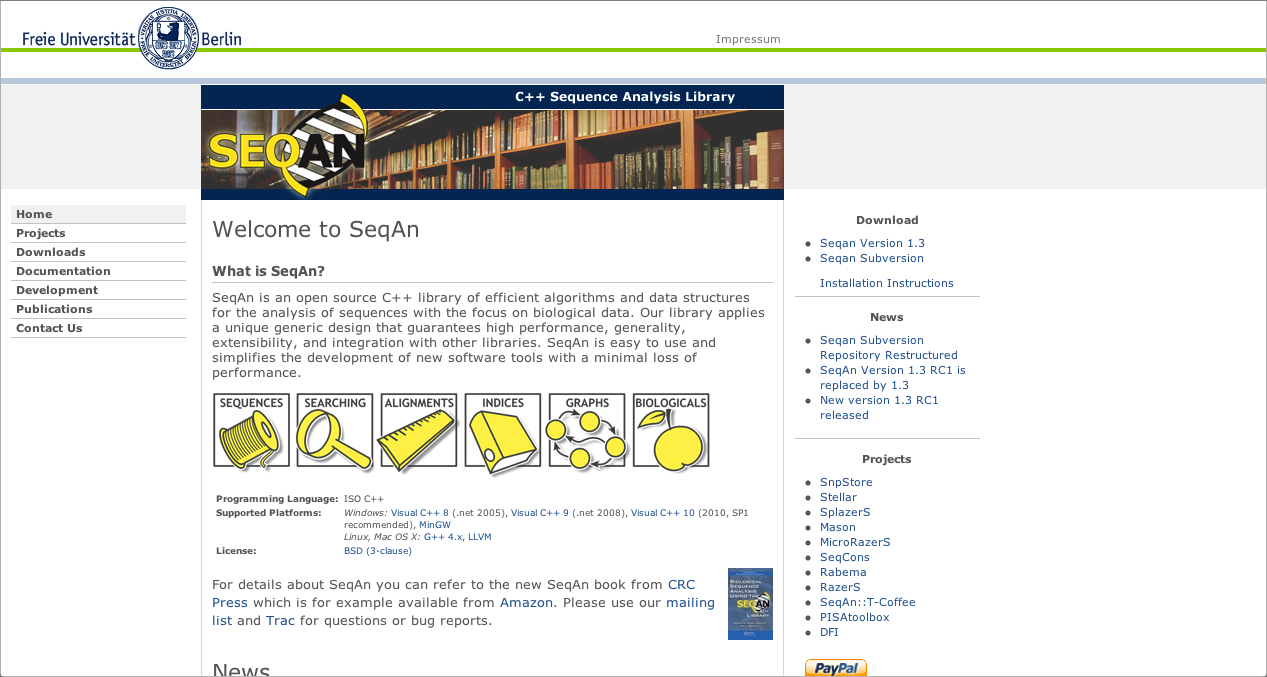 Freie Universität Berlin
Impressum
C++ Sequence Analysis Library
SEQAN
Home
Projects
Downloads
Documentation
Development
Publications
Contact Us
Welcome to SeqAn
What is SeqAn?
SeqAn is an open source C++ library of efficient algorithms and data structures
for the analysis of sequences with the focus on biological data. Our library applies
a unique generic design that guarantees high performance, generality,
extensibility, and integration with other libraries. SeqAn is easy to use and
simplifies the development of new software tools with a minimal loss of
performance.
SEQUENCES SEARCHING ALIGNMENTS INDICES GRAPHS BIOLOGICALS
Programming Language: ISO C++
Supported Platforms: Windows: Visual C++ 8 (.net 2005), Visual C++ 9 (.net 2008), Visual C++ 10 (2010, SP1
recommended), MinGW
Linux, Mac OS X: G++ 4.x, LLVM
License: BSD (3-clause)
For details about SeqAn you can refer to the new SeqAn book from CRC
Press which is for example available from Amazon. Please use our mailing
list and Trac for questions or bug reports.
BIOLOGICAL
SEQUENCE
ANALYSIS
SEQAN
LIBRARY
News
Download
Seqan Version 1.3
Seqan Subversion
Installation Instructions
News
Seqan Subversion
Repository Restructured
SeqAn Version 1.3 RC1 is
replaced by 1.3
New version 1.3 RC1
released
Projects
SnpStore
Stellar
SplazerS
Mason
MicroRazerS
SeqCons
Rabema
RazerS
SeqAn::T-Coffee
PISAtoolbox
DFI
PayPal